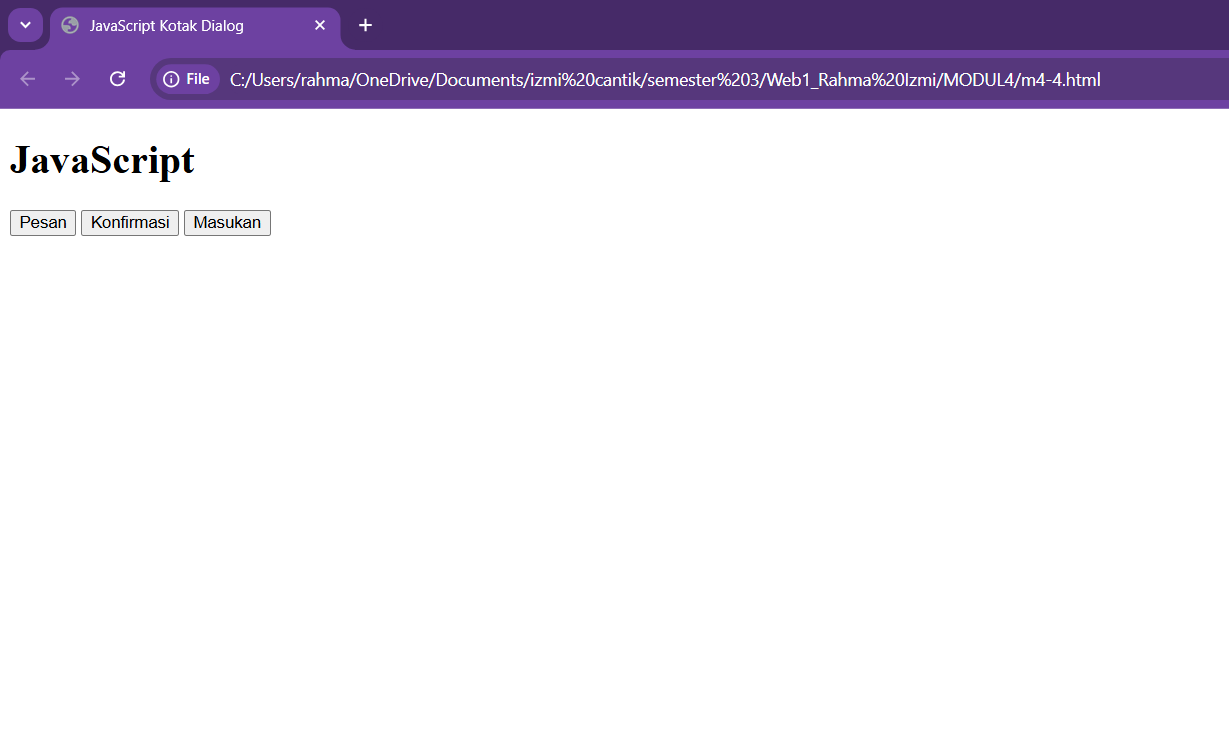 JavaScript Kotak Dialog
File C:/Users/rahma/OneDrive/Documents/izmi%20cantik/semester%203/Web1_Rahma%20Izmi/MODUL4/m4-4.html
JavaScript
Pesan Konfirmasi Masukan